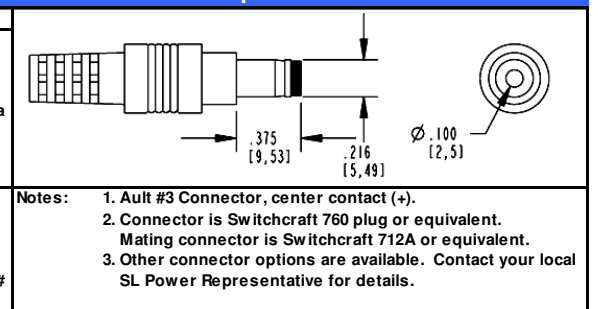 a
.375
[9,53]
.216
[5,49]
Ø.100
[2,5]
Notes: 1. Ault #3 Connector, center contact (+).
2. Connector is Switchcraft 760 plug or equivalent.
Mating connector is Switchcraft 712A or equivalent.
3. Other connector options are available. Contact your local
SL Power Representative for details.
#